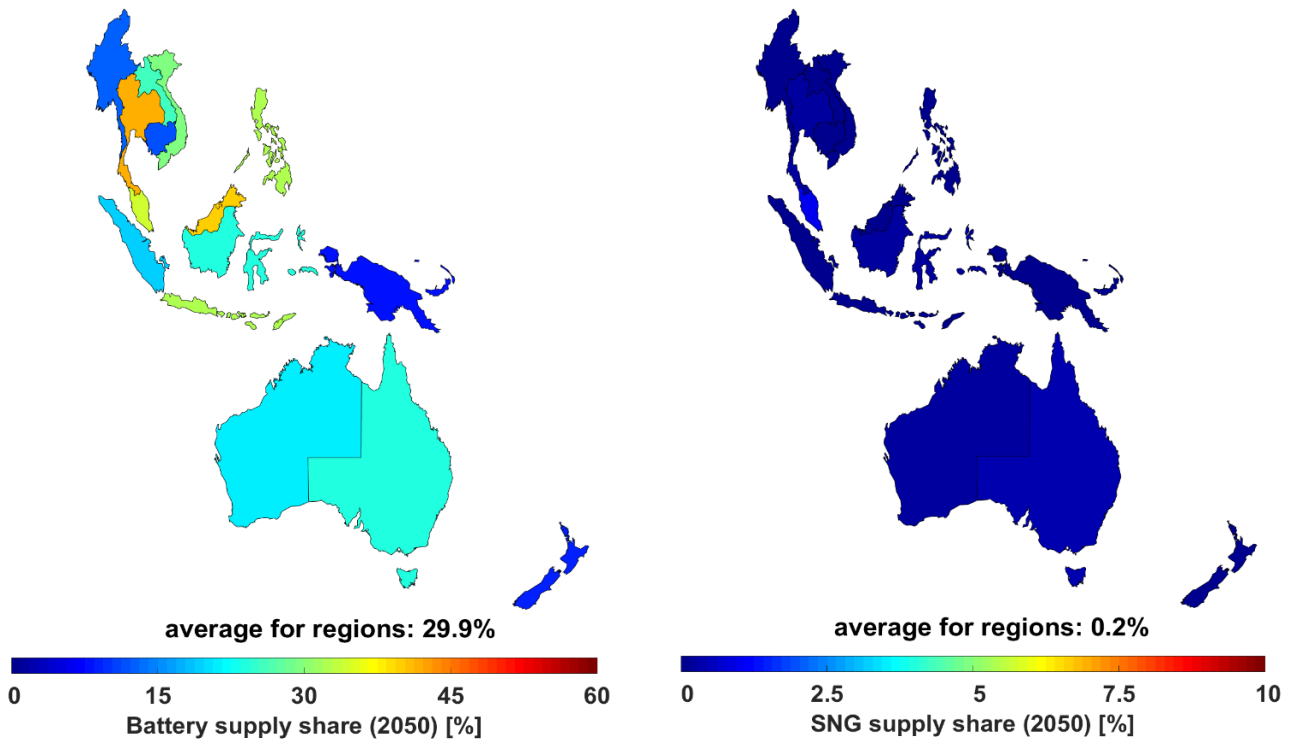 average for regions: 29.9%
0 15 30 45 60
Battery supply share (2050) [%]
average for regions: 0.2%
0 2.5 5 7.5 10
SNG supply share (2050) [%]